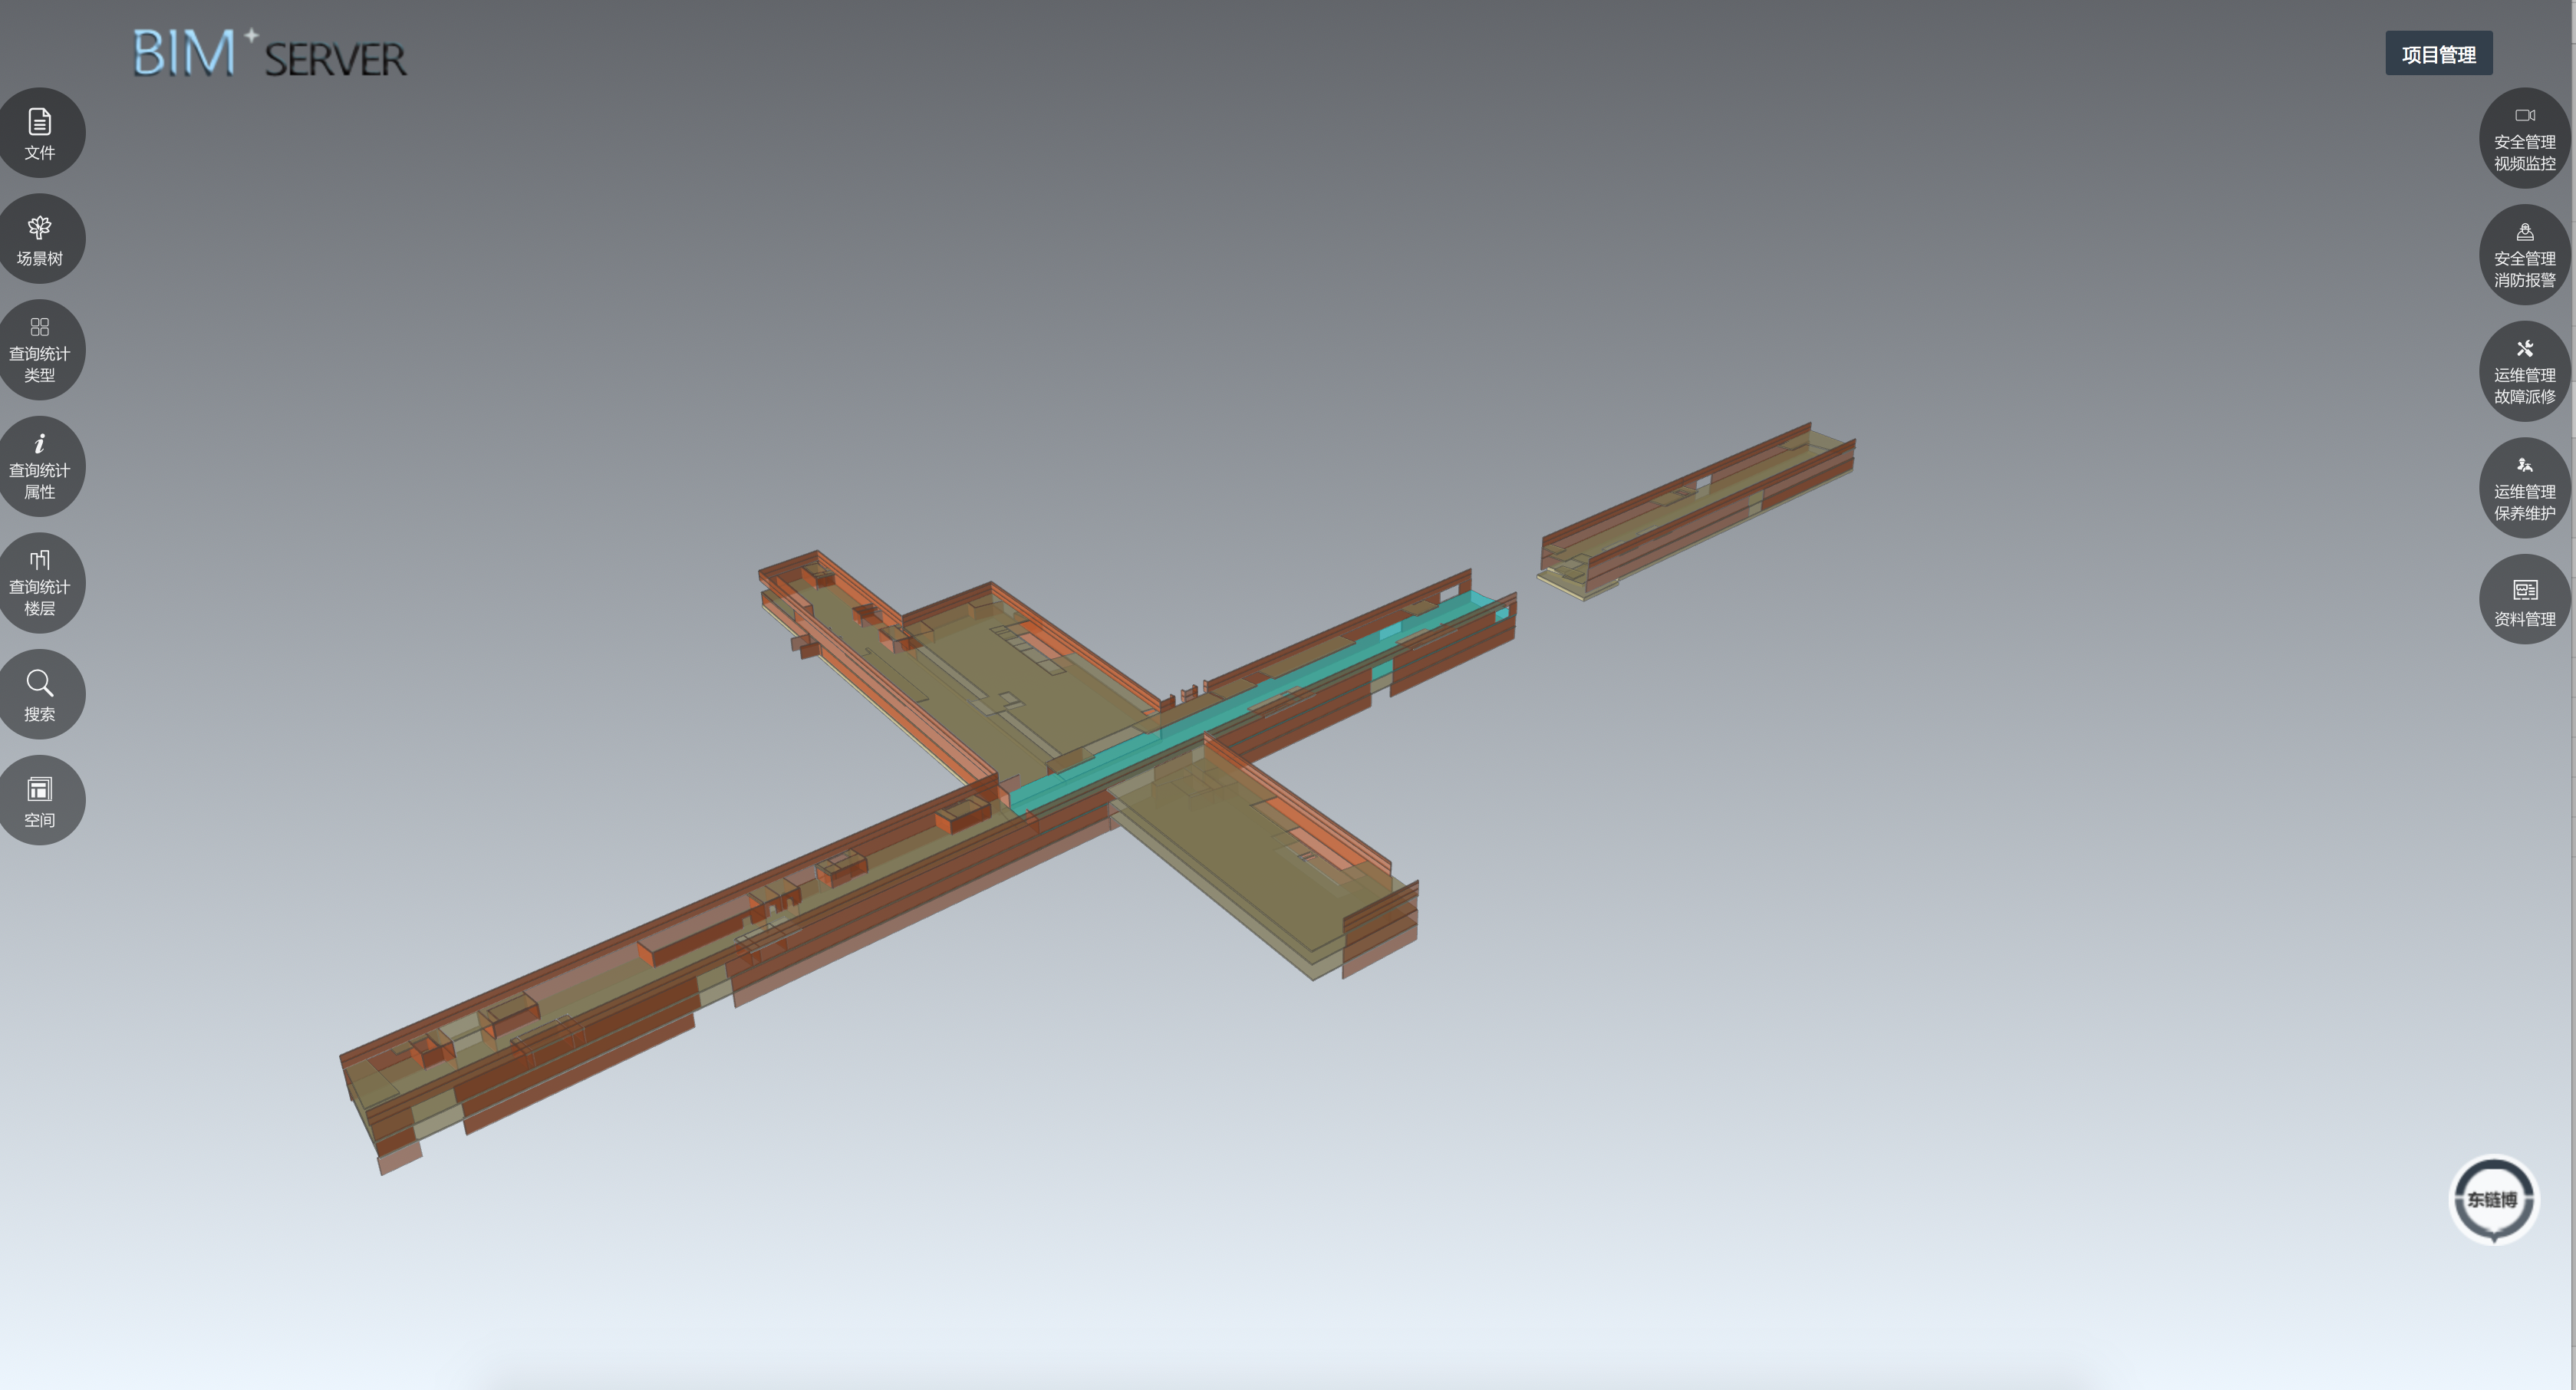 BIM+ SERVER
项目管理
文件
场景树
查询统计
类型
查询统计
属性
查询统计
楼层
搜索
空间
安全管理
视频监控
安全管理
消防报警
运维管理
故障派修
运维管理
保养维护
资料管理
东链博